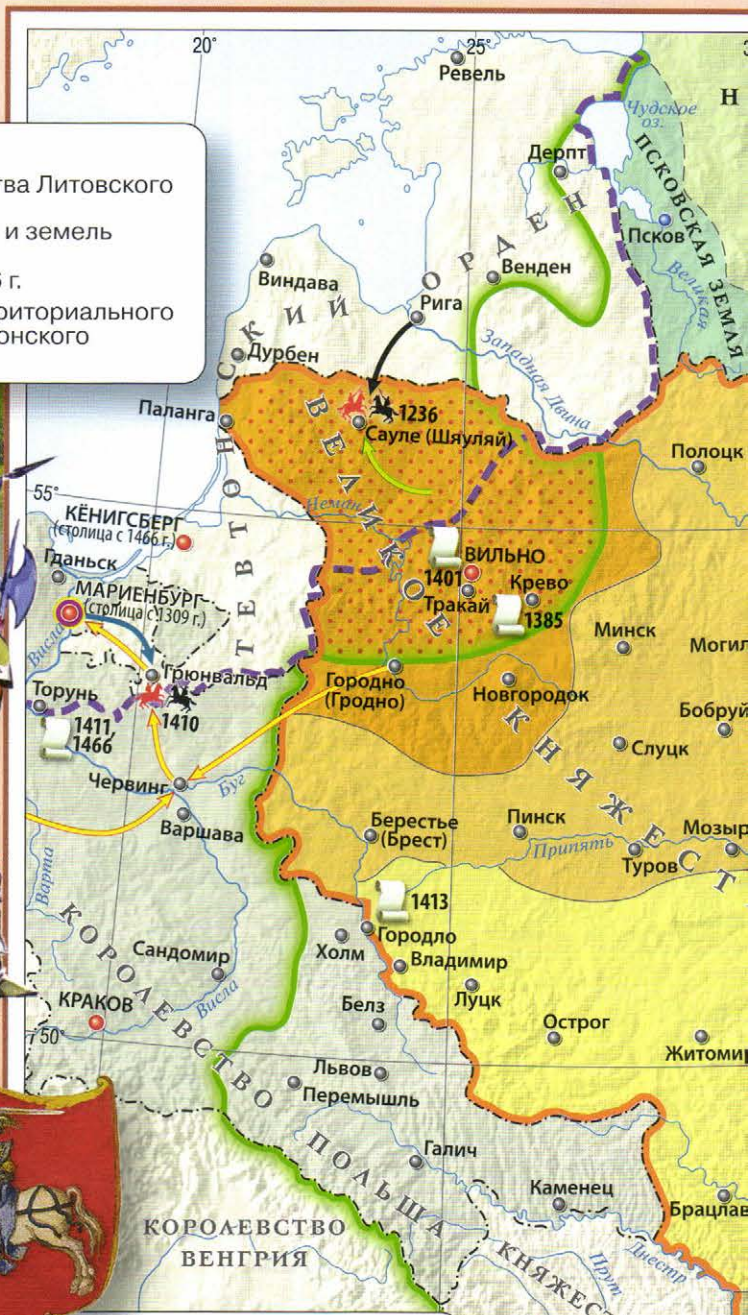 20°
25°
тва Литовского
и земель
г.
риториального
онского
Ревель
Н
Чудское
оз.
ПСКОВСКАЯ ЗЕМЛЯ
Дерпт
Псков
Великая
Виндава
Венден
Рига
ТЕВТОНСКИЙ ОРДЕН
Западная Двина
Дурбен
Паланга
1236
Сауле (Шяуляй)
ВЕЛИКОЕ
КНЯЖЕСТ
Полоцк
55°
Неман
КЁНИГСБЕРГ
(столица с 1466 г.)
Гданьск
ВИЛЬНО
1401
Тракай
Крево
1385
МАРИЕНБУРГ
(столица с 1309 г.)
Висла
Минск
Могил
Грюнвальд
1410
Городно
(Гродно)
Новгородок
Торунь
1411,
1466
Бобруй
Слуцк
Червинг
Буг
Варшава
Берестье
(Брест)
Пинск
Припять
Мозыр
Туров
Варта
1413
Городло
Холм
Владимир
Сандомир
Висла
Луцк
КРАКОВ
КОРОЛЕВСТВО ПОЛЬША
50°
Белз
Острог
Житомир
Львов
Перемышль
Галич
Каменец
Брацлав
КОРОЛЕВСТВО
ВЕНГРИЯ
Днестр
Прут
КНЯЖЕС